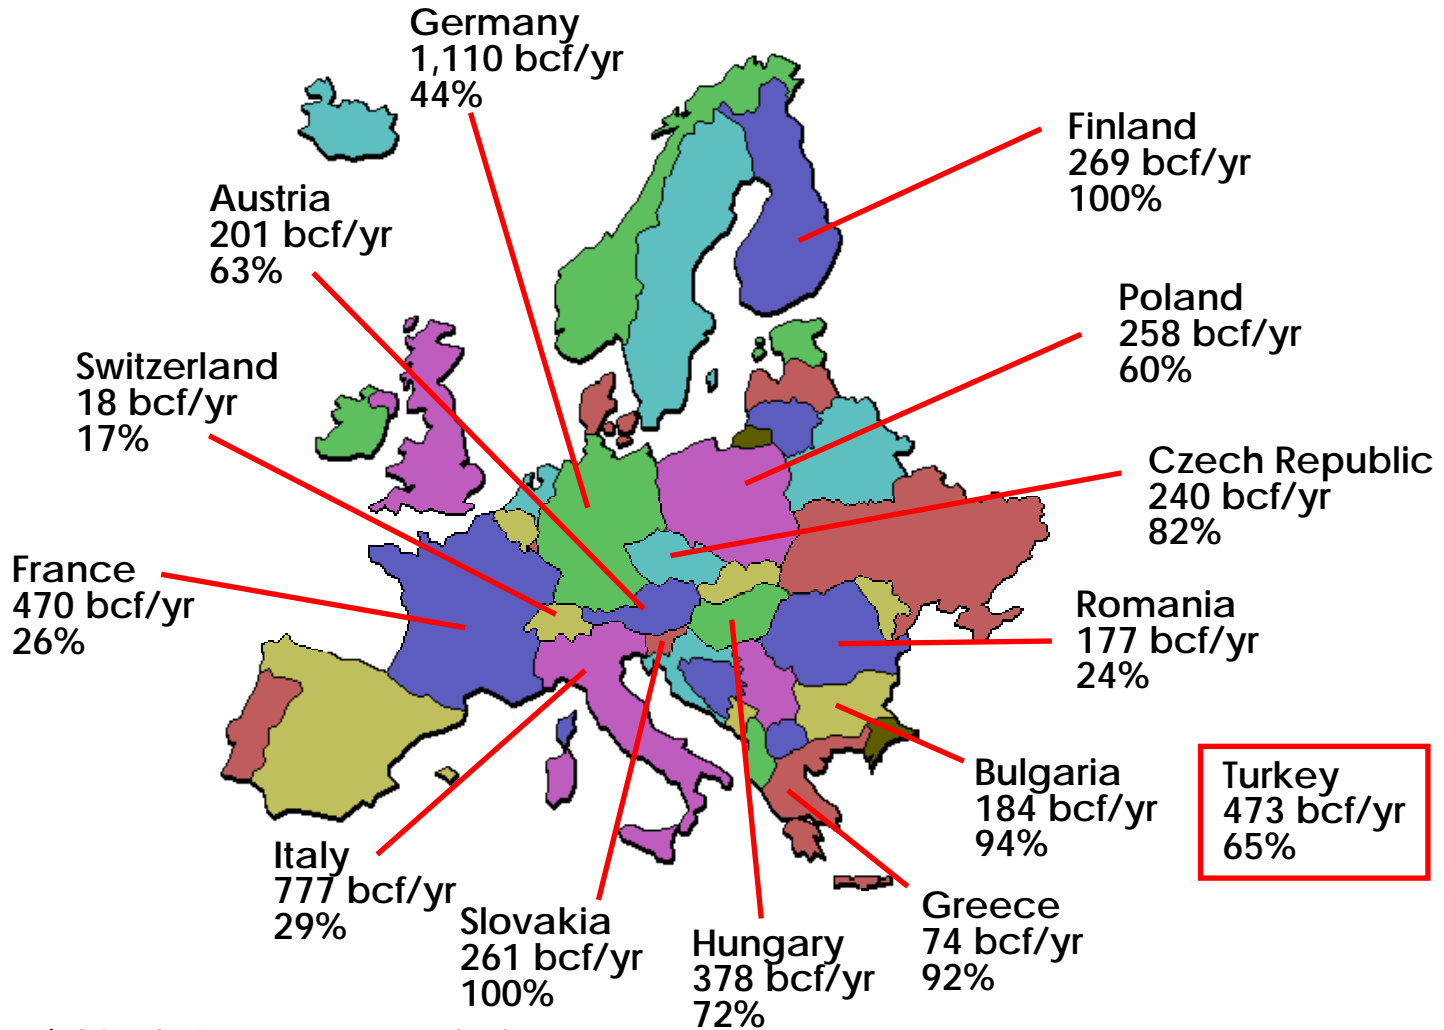 Germany
1,110 bcf/yr
44%
Finland
269 bcf/yr
100%
Austria
201 bcf/yr
63%
Poland
258 bcf/yr
60%
Switzerland
18 bcf/yr
17%
Czech Republic
240 bcf/yr
82%
France
470 bcf/yr
26%
Romania
177 bcf/yr
24%
Bulgaria
184 bcf/yr
94%
Turkey
473 bcf/yr
65%
Italy
777 bcf/yr
29%
Slovakia
261 bcf/yr
100%
Hungary
378 bcf/yr
72%
Greece
74 bcf/yr
92%